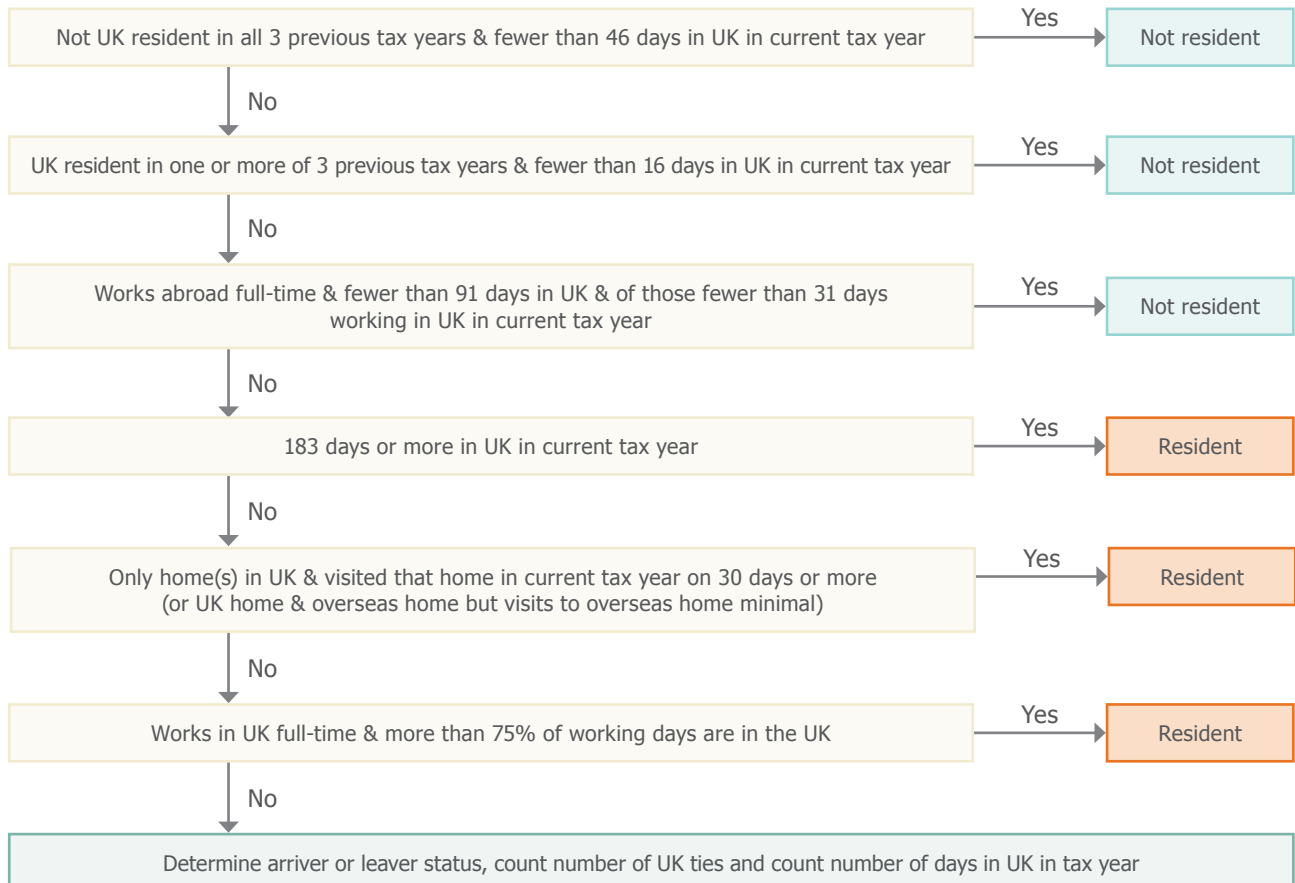 Not UK resident in all 3 previous tax years & fewer than 46 days in UK in current tax year
Yes
Not resident
No
UK resident in one or more of 3 previous tax years & fewer than 16 days in UK in current tax year
Yes
Not resident
No
Works abroad full-time & fewer than 91 days in UK & of those fewer than 31 days
working in UK in current tax year
Yes
Not resident
No
183 days or more in UK in current tax year
Yes
Resident
No
Only home(s) in UK & visited that home in current tax year on 30 days or more
(or UK home & overseas home but visits to overseas home minimal)
Yes
Resident
No
Works in UK full-time & more than 75% of working days are in the UK
Yes
Resident
No
Determine arriver or leaver status, count number of UK ties and count number of days in UK in tax year